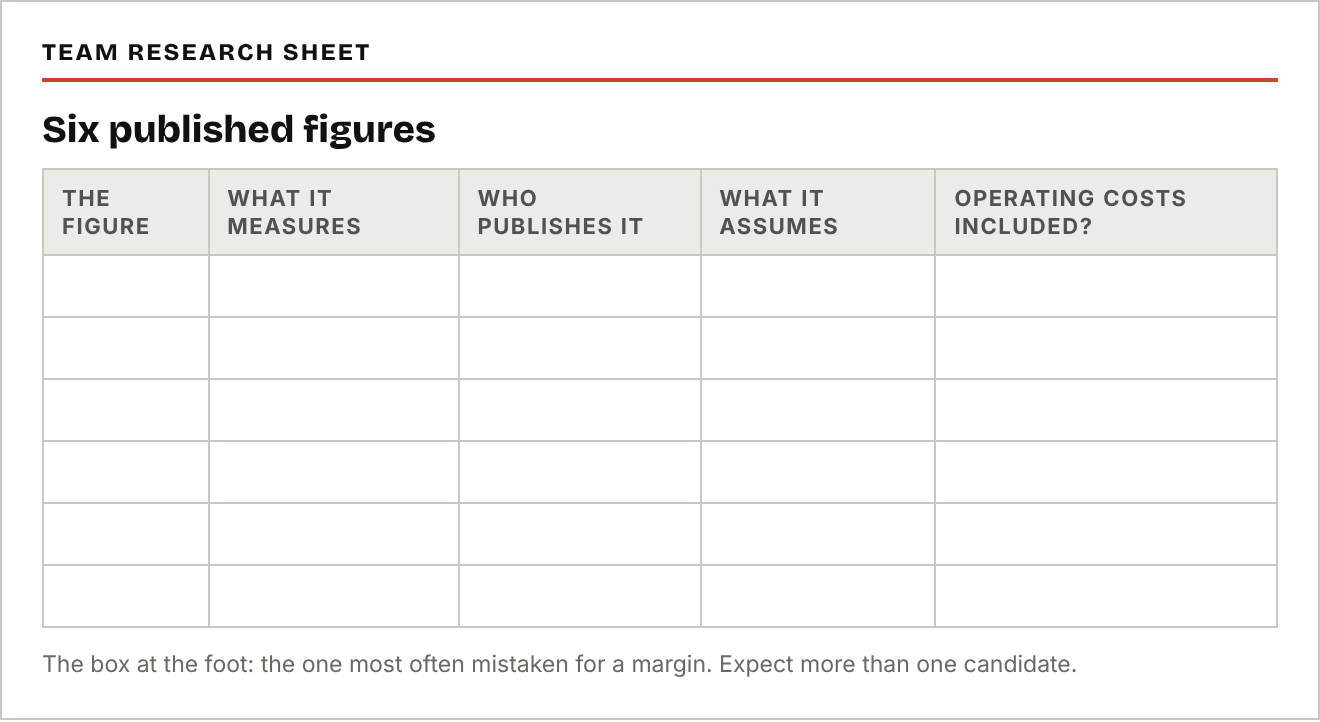 TEAM RESEARCH SHEET
Six published figures
THE FIGURE
WHAT IT MEASURES
WHO PUBLISHES IT
WHAT IT ASSUMES
OPERATING COSTS INCLUDED?
The box at the foot: the one most often mistaken for a margin. Expect more than one candidate.